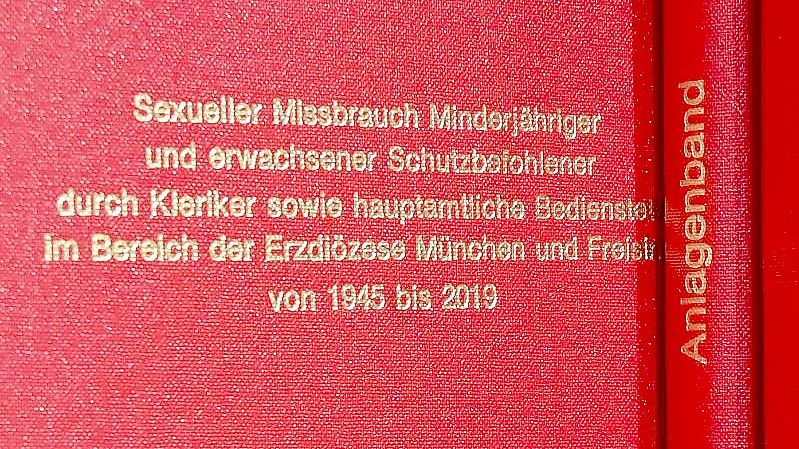 Sexueller Missbrauch Minderjähriger
und erwachsener Schutzbefohlener
durch Kleriker sowie hauptamtliche
im Bereich der Erzdiözese München und
von 1945 bis 2019
Anlagenband